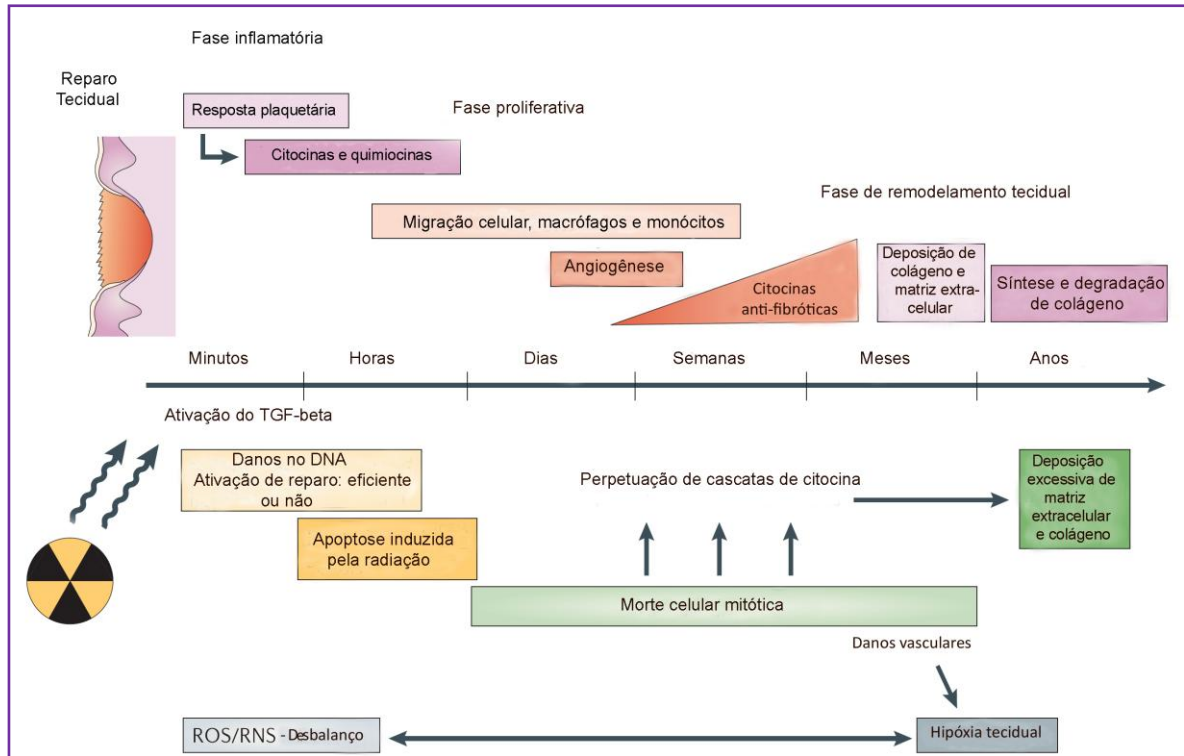 Fase inflamatória
Reparo
Tecidual
Resposta plaquetária
Fase proliferativa
Citocinas e quimiocinas
Fase de remodelamento tecidual
Migração celular, macrófagos e monócitos
Angiogênese
Citocinas
anti-fibróticas
Deposição de
colágeno e
matriz extra-
celular
Síntese e degradação
de colágeno
Minutos
Horas
Dias
Semanas
Meses
Anos
Ativação do TGF-beta
Danos no DNA
Ativação de reparo: eficiente
ou não
Perpetuação de cascatas de citocina
Deposição
excessiva de
matriz
extracelular
e colágeno
Apoptose induzida
pela radiação
Morte celular mitótica
Danos vasculares
ROS/RNS - Desbalanço
Hipóxia tecidual